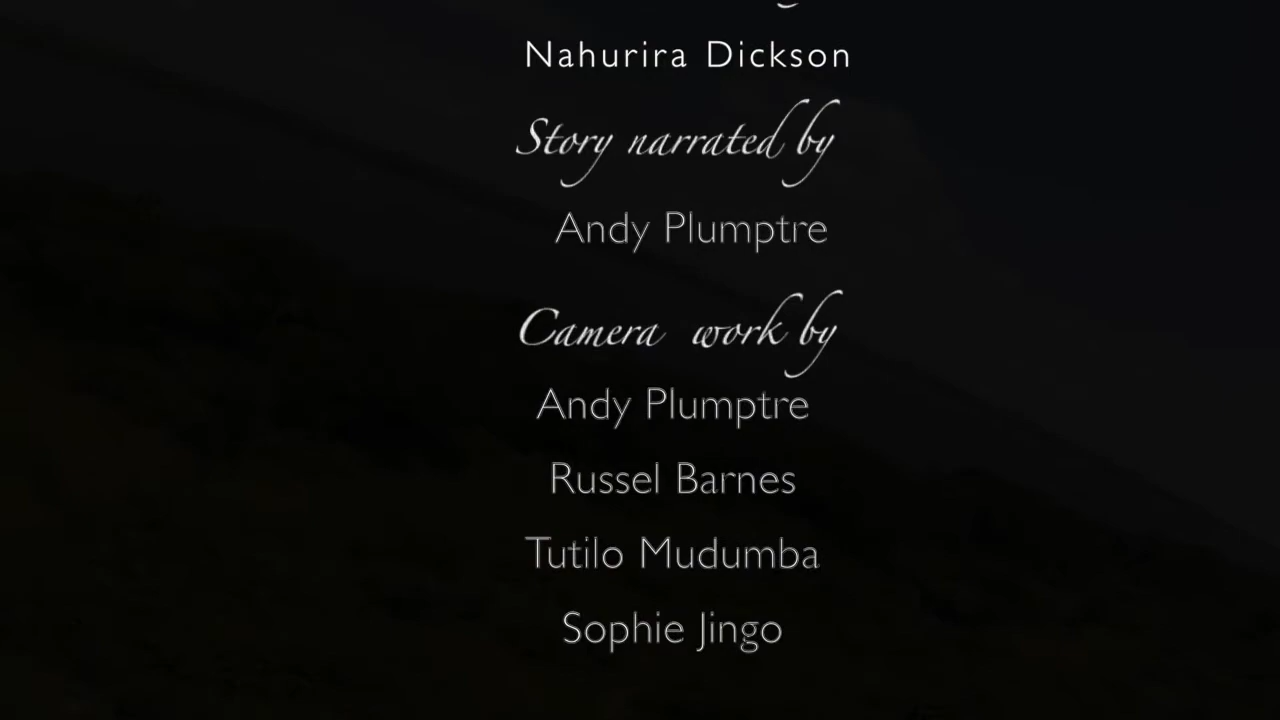 Nahurira Dickson
Story narrated by
Andy Plumptre
Camera work by
Andy Plumptre
Russel Barnes
Tutilo Mudumba
Sophie Jingo